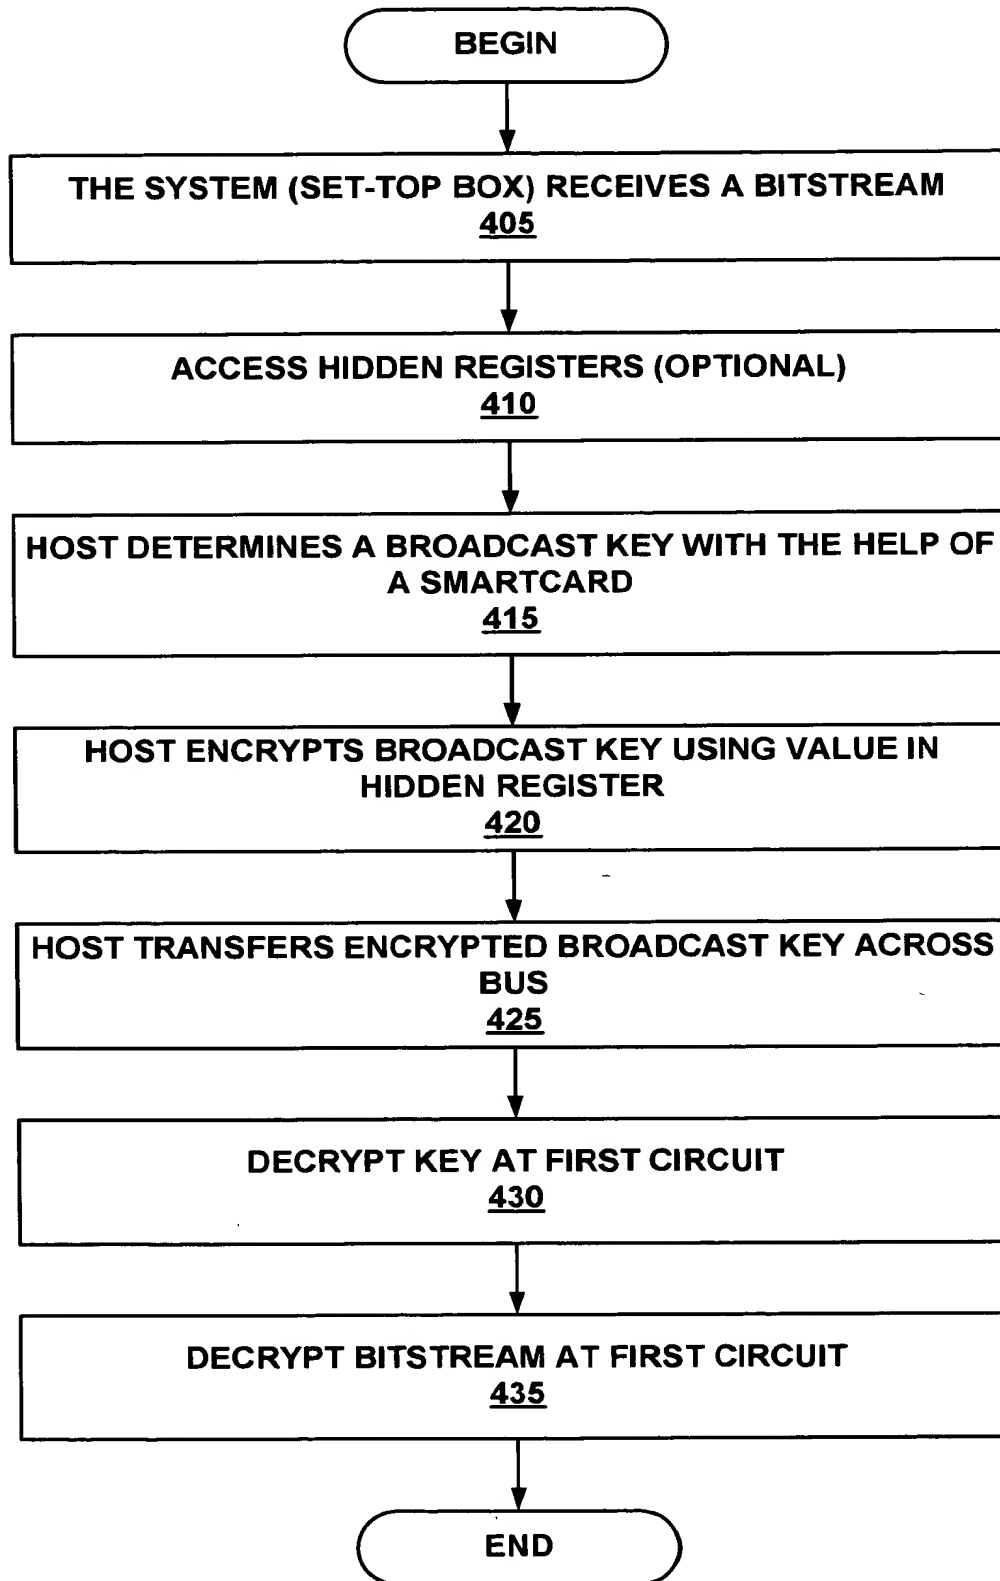 BEGIN
THE SYSTEM (SET-TOP BOX) RECEIVES A BITSTREAM
405
ACCESS HIDDEN REGISTERS (OPTIONAL)
410
HOST DETERMINES A BROADCAST KEY WITH THE HELP OF
A SMARTCARD
415
HOST ENCRYPTS BROADCAST KEY USING VALUE IN
HIDDEN REGISTER
420
HOST TRANSFERS ENCRYPTED BROADCAST KEY ACROSS
BUS
425
DECRYPT KEY AT FIRST CIRCUIT
430
DECRYPT BITSTREAM AT FIRST CIRCUIT
435
END